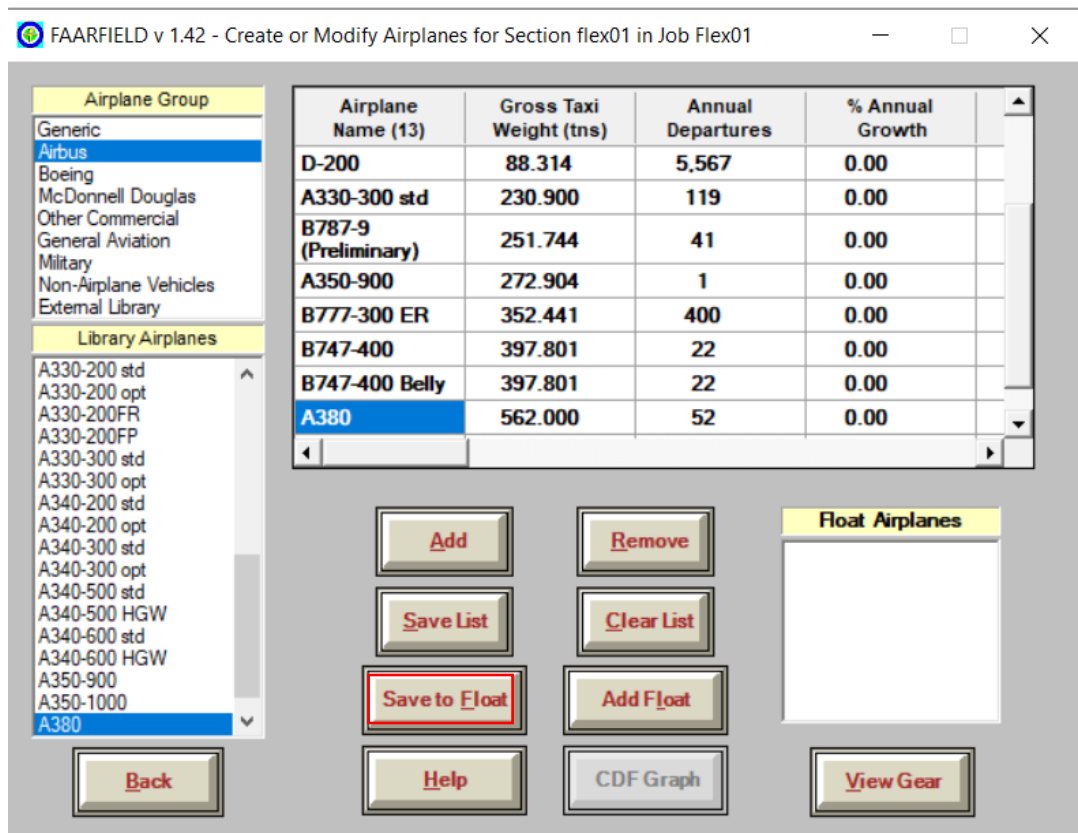 FAARFIELD v 1.42 - Create or Modify Airplanes for Section flex01 in Job Flex01
Airplane Group
Generic
Airbus
Boeing
McDonnell Douglas
Other Commercial
General Aviation
Military
Non-Airplane Vehicles
External Library
Library Airplanes
A330-200 std
A330-200 opt
A330-200FR
A330-200FP
A330-300 std
A330-300 opt
A340-200 std
A340-200 opt
A340-300 std
A340-300 opt
A340-500 std
A340-500 HGW
A340-600 std
A340-600 HGW
A350-900
A350-1000
A380
Airplane Gross Taxi Annual % Annual
Name (13) Weight (tns) Departures Growth
D-200 88.314 5,567 0.00
A330-300 std 230.900 119 0.00
B787-9
(Preliminary) 251.744 41 0.00
A350-900 272.904 1 0.00
B777-300 ER 352.441 400 0.00
B747-400 397.801 22 0.00
B747-400 Belly 397.801 22 0.00
A380 562.000 52 0.00
Add Remove
Save List Clear List
Save to Float Add Float
Help CDF Graph
Float Airplanes
Back
View Gear